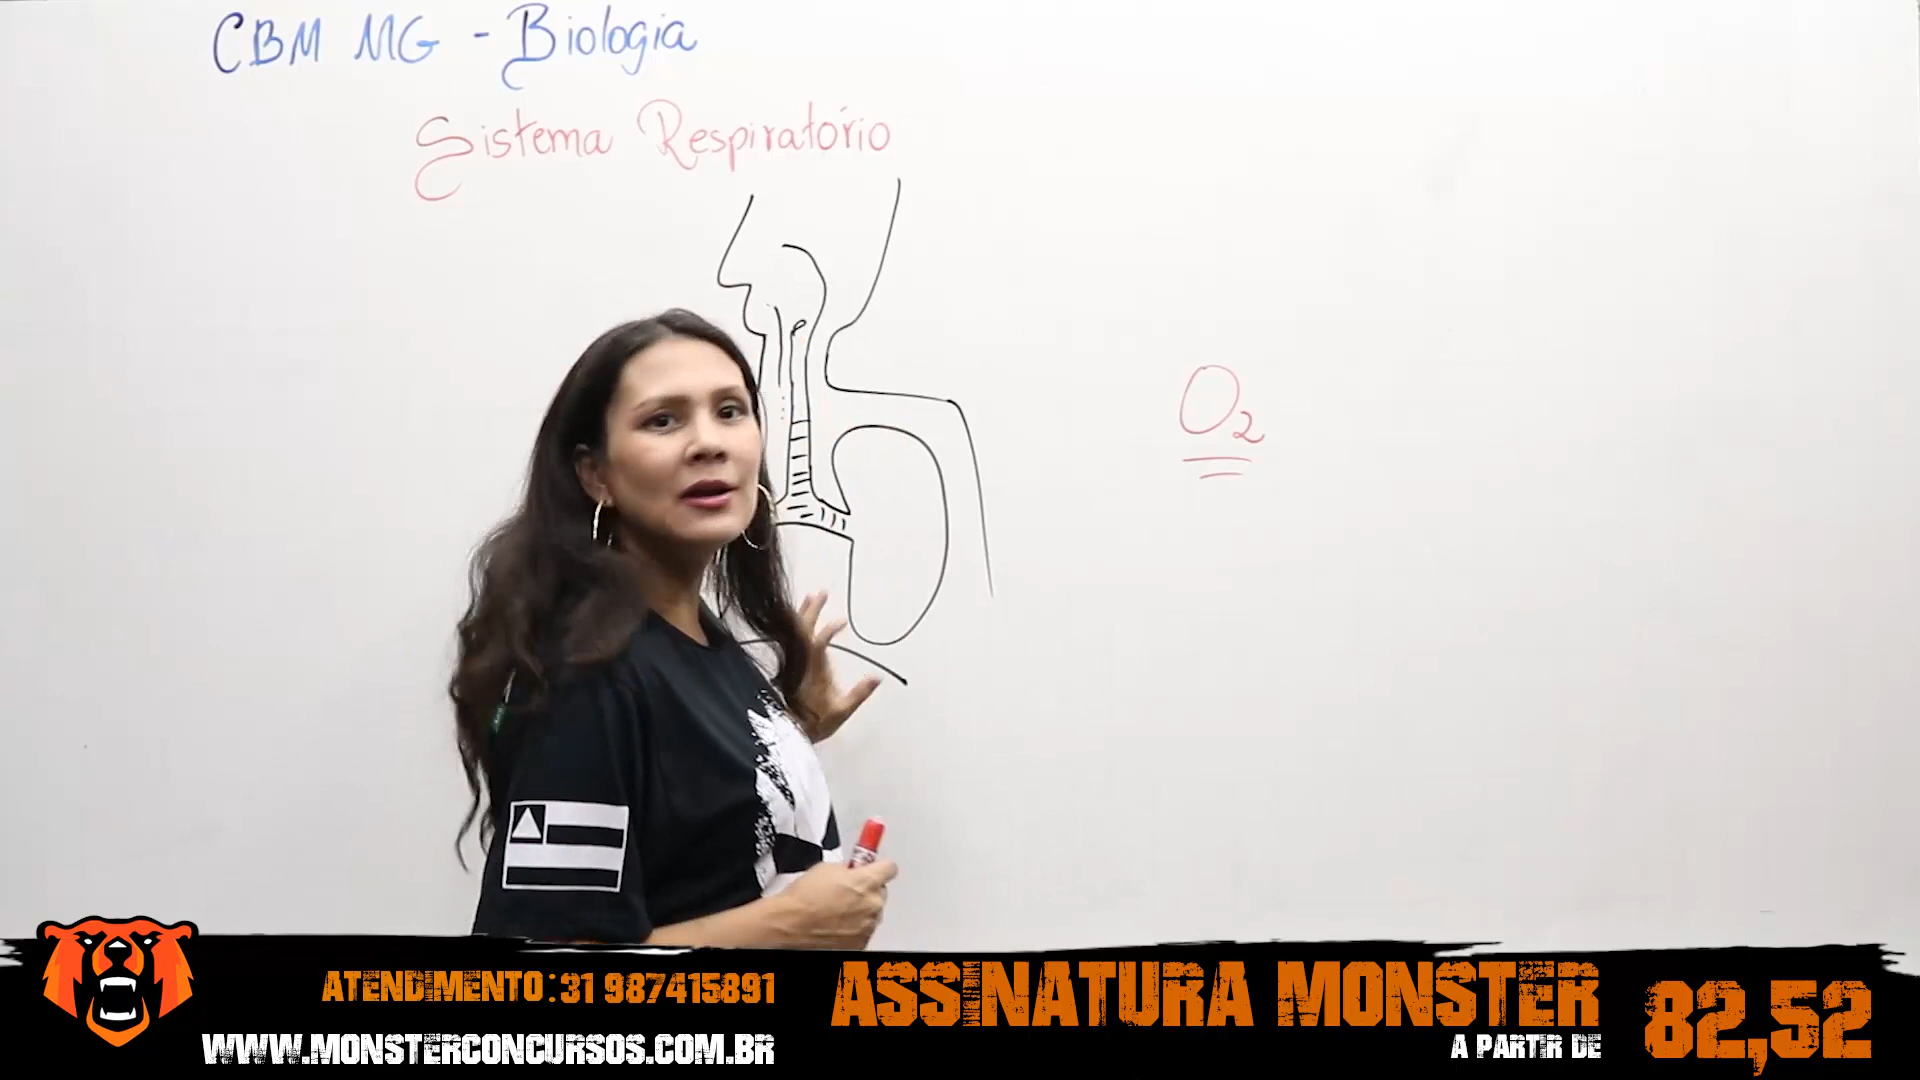 CBM MG - Biologia
Sistema Respiratório
O2
ATENDIMENTO: 31 987415891
WWW.MONSTERCONCURSOS.COM.BR
ASSINATURA MONSTER
A PARTIR DE
82,52